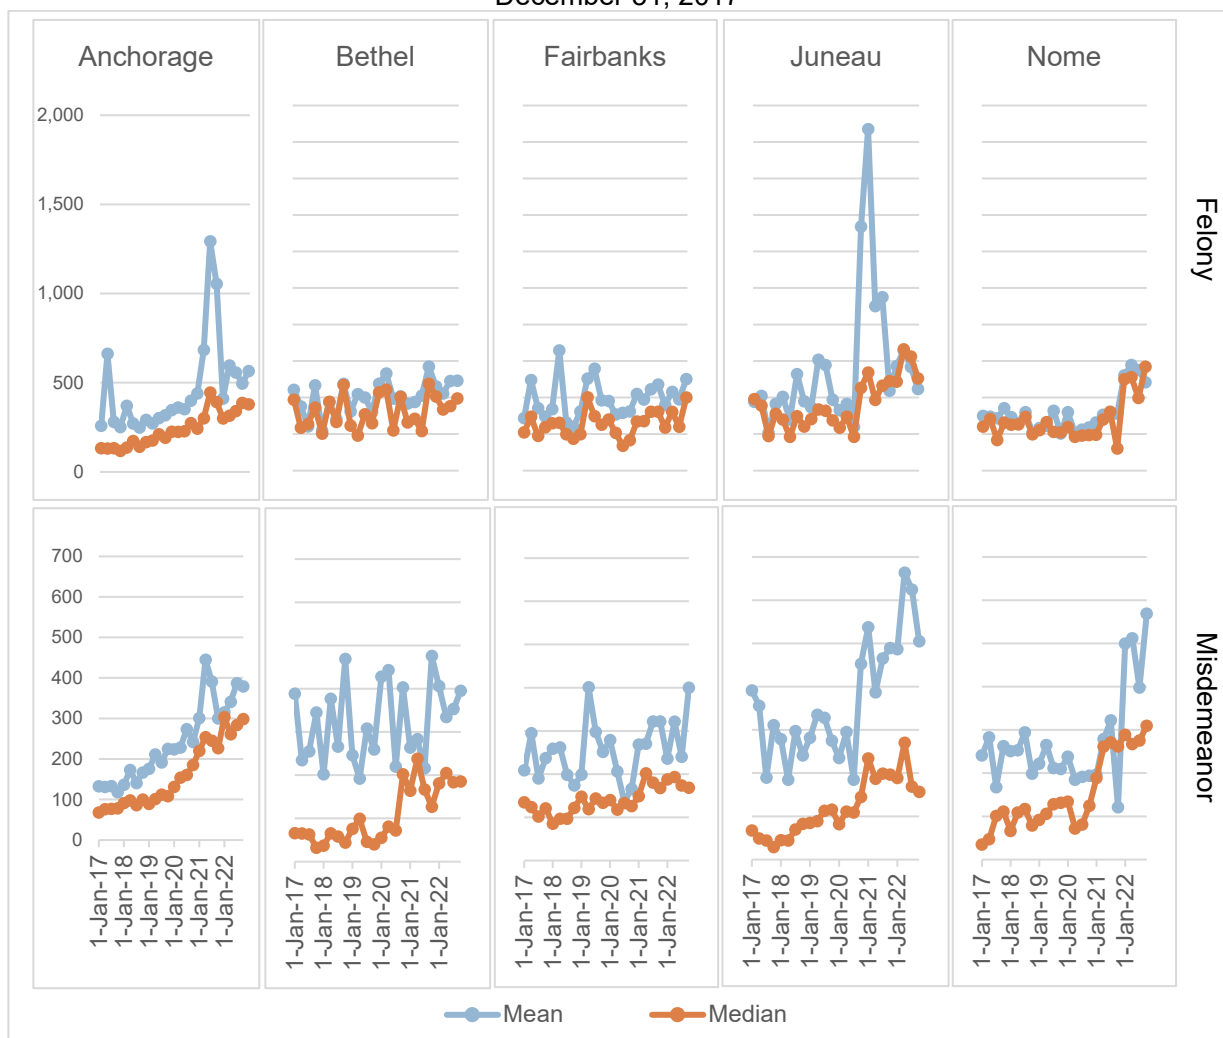 December 31, 2017
Anchorage Bethel Fairbanks Juneau Nome
2,000
1,500
1,000
500
0
Felony
700
600
500
400
300
200
100
0
Misdemeanor
1-Jan-17 1-Jan-18 1-Jan-19 1-Jan-20 1-Jan-21 1-Jan-22
1-Jan-17 1-Jan-18 1-Jan-19 1-Jan-20 1-Jan-21 1-Jan-22
1-Jan-17 1-Jan-18 1-Jan-19 1-Jan-20 1-Jan-21 1-Jan-22
1-Jan-17 1-Jan-18 1-Jan-19 1-Jan-20 1-Jan-21 1-Jan-22
1-Jan-17 1-Jan-18 1-Jan-19 1-Jan-20 1-Jan-21 1-Jan-22
Mean Median